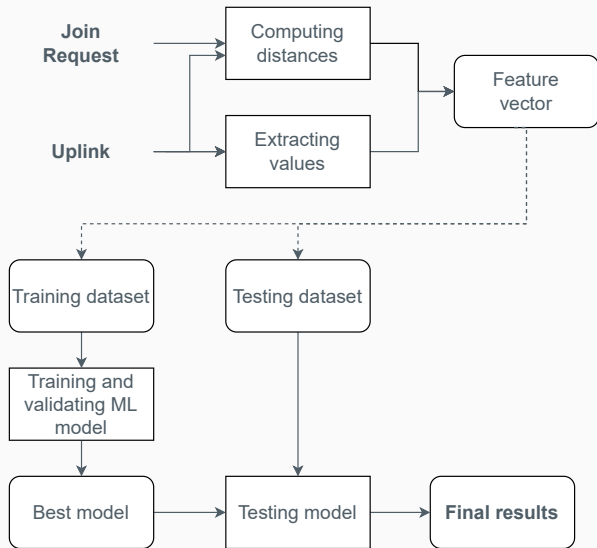 Join
Request
Computing
distances
Feature
vector
Uplink
Extracting
values
Training dataset
Testing dataset
Training and
validating ML
model
Best model
Testing model
Final results